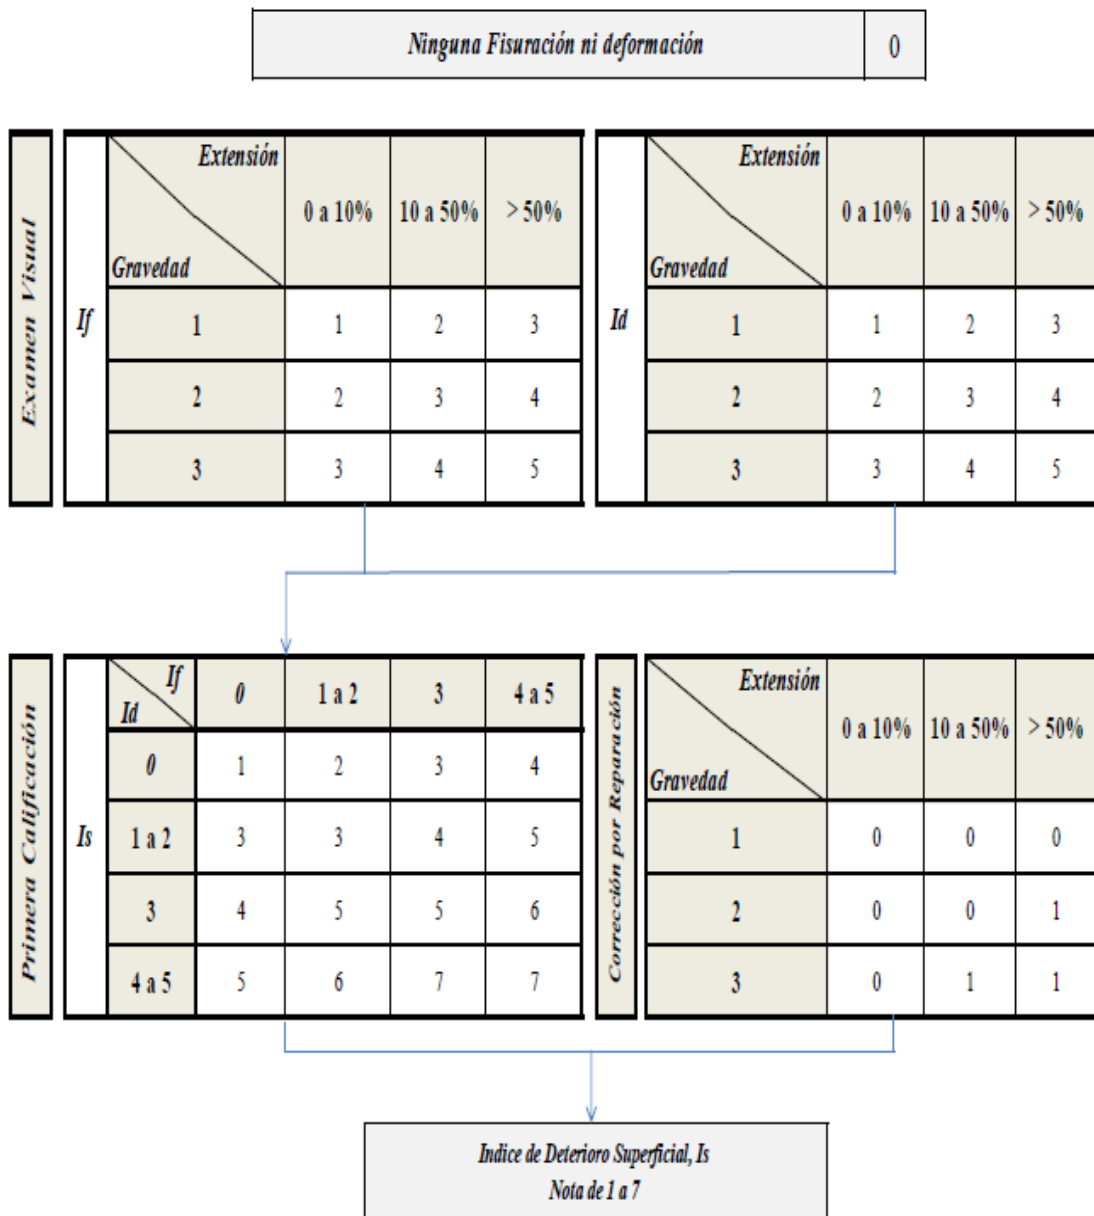 Ninguna Fisuración ni deformación 0
Examen Visual
If
Extensión
Gravedad
0 a 10% 10 a 50% > 50%
1 1 2 3
2 2 3 4
3 3 4 5
Id
Extensión
Gravedad
0 a 10% 10 a 50% > 50%
1 1 2 3
2 2 3 4
3 3 4 5
Primera Calificación
Is
If
Id
0 1 a 2 3 4 a 5
0 1 2 3 4
1 a 2 3 3 4 5
3 4 5 5 6
4 a 5 5 6 7 7
Corrección por Reparación
Extensión
Gravedad
0 a 10% 10 a 50% > 50%
1 0 0 0
2 0 0 1
3 0 1 1
Indice de Deterioro Superficial, Is
Nota de 1 a 7